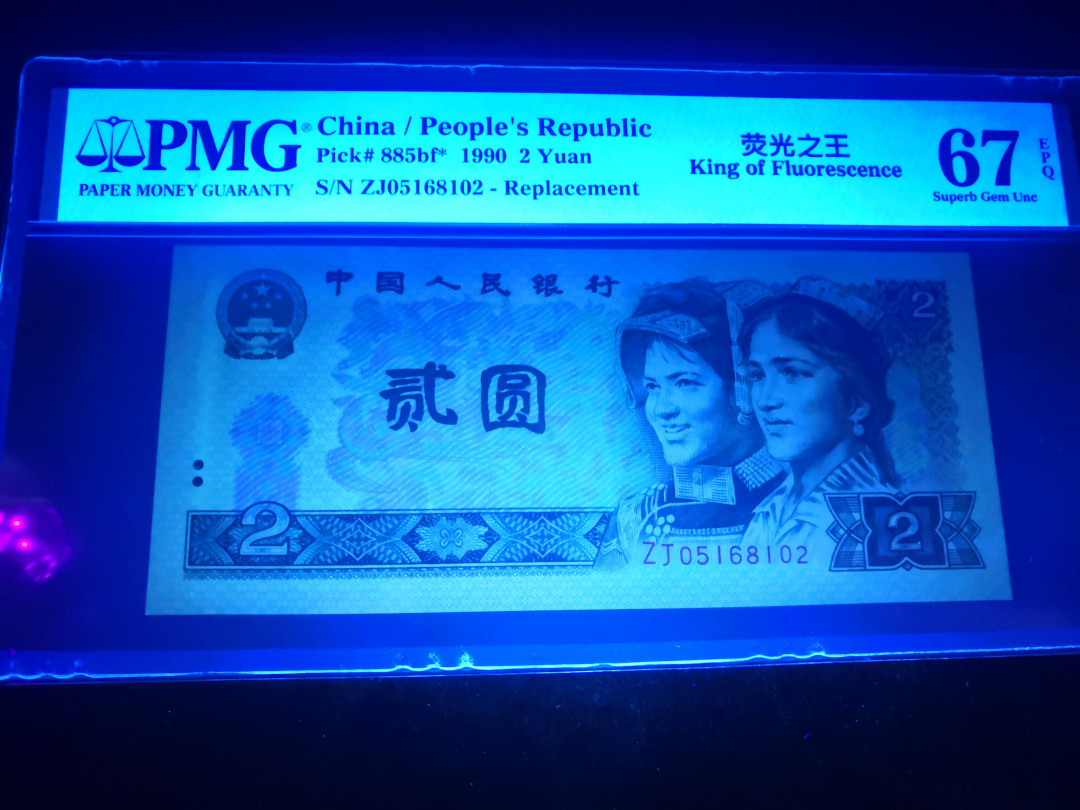 PMG®
PAPER MONEY GUARANTY
China / People's Republic
Pick# 885bf* 1990 2 Yuan
S/N ZJ05168102 - Replacement
荧光之王
King of Fluorescence
67
EPQ
Superb Gem Unc
中国人民银行
2
贰圆
2
ZJ05168102
2